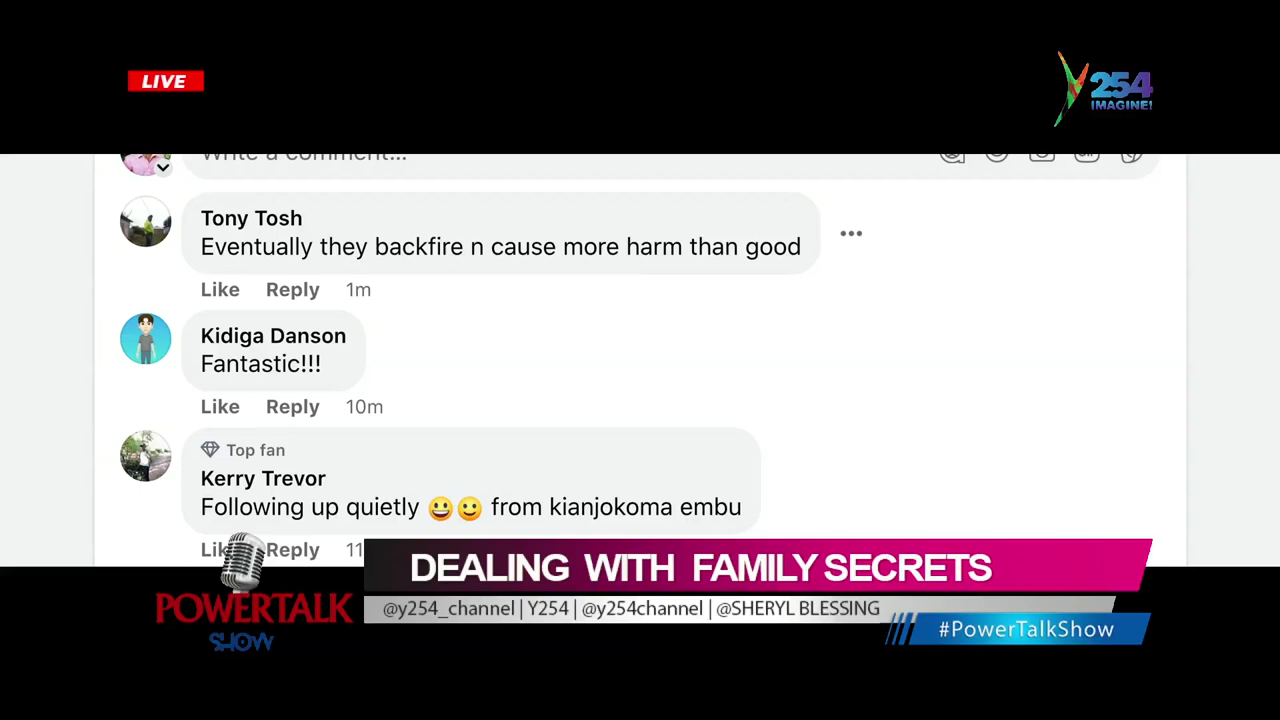 LIVE
254
IMAGINE!
Write a comment...
Tony Tosh
Eventually they backfire n cause more harm than good
Like Reply 1m
Kidiga Danson
Fantastic!!!
Like Reply 10m
Top fan
Kerry Trevor
Following up quietly 😀🙂 from kianjokoma embu
Reply
DEALING WITH FAMILY SECRETS
@y254_channel | Y254 | @y254channel | @SHERYL BLESSING
#PowerTalkShow
POWERTALK
SHOW